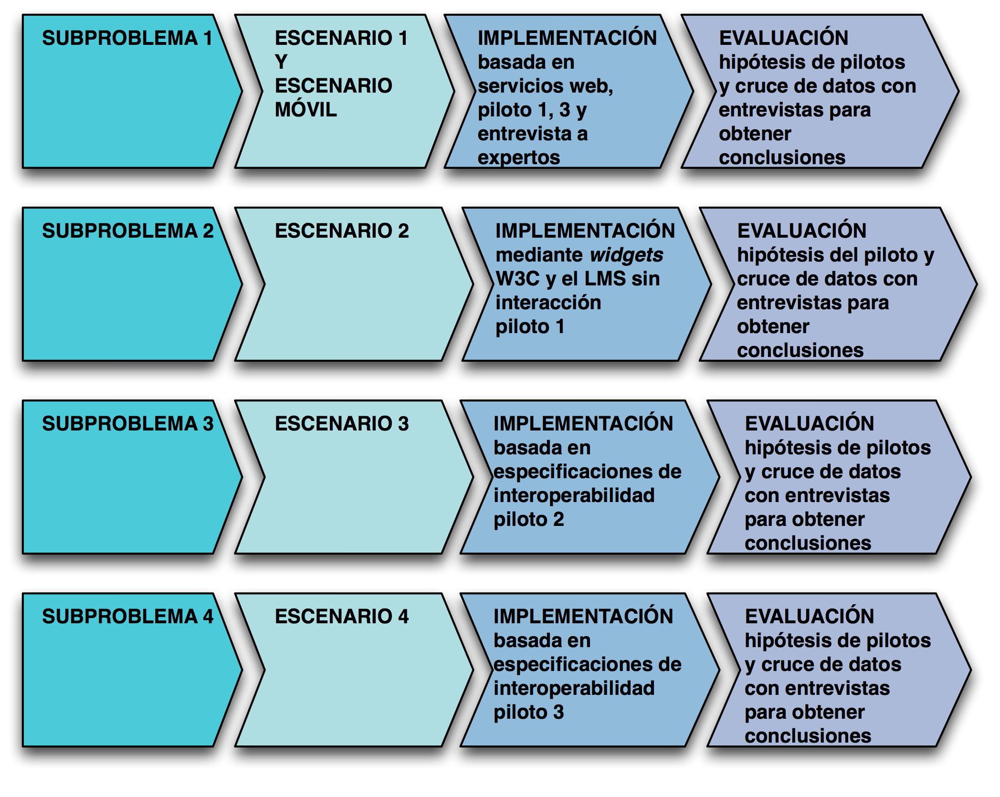 SUBPROBLEMA 1
ESCENARIO 1
Y
ESCENARIO
MÓVIL
IMPLEMENTACIÓN
basada en
servicios web,
piloto 1, 3 y
entrevista a
expertos
EVALUACIÓN
hipótesis de pilotos
y cruce de datos con
entrevistas para
obtener
conclusiones
SUBPROBLEMA 2
ESCENARIO 2
IMPLEMENTACIÓN
mediante widgets
W3C y el LMS sin
interacción
piloto 1
EVALUACIÓN
hipótesis del piloto y
cruce de datos con
entrevistas para
obtener
conclusiones
SUBPROBLEMA 3
ESCENARIO 3
IMPLEMENTACIÓN
basada en
especificaciones de
interoperabilidad
piloto 2
EVALUACIÓN
hipótesis de pilotos
y cruce de datos
con entrevistas
para obtener
conclusiones
SUBPROBLEMA 4
ESCENARIO 4
IMPLEMENTACIÓN
basada en
especificaciones de
interoperabilidad
piloto 3
EVALUACIÓN
hipótesis de pilotos
y cruce de datos
con entrevistas
para obtener
conclusiones